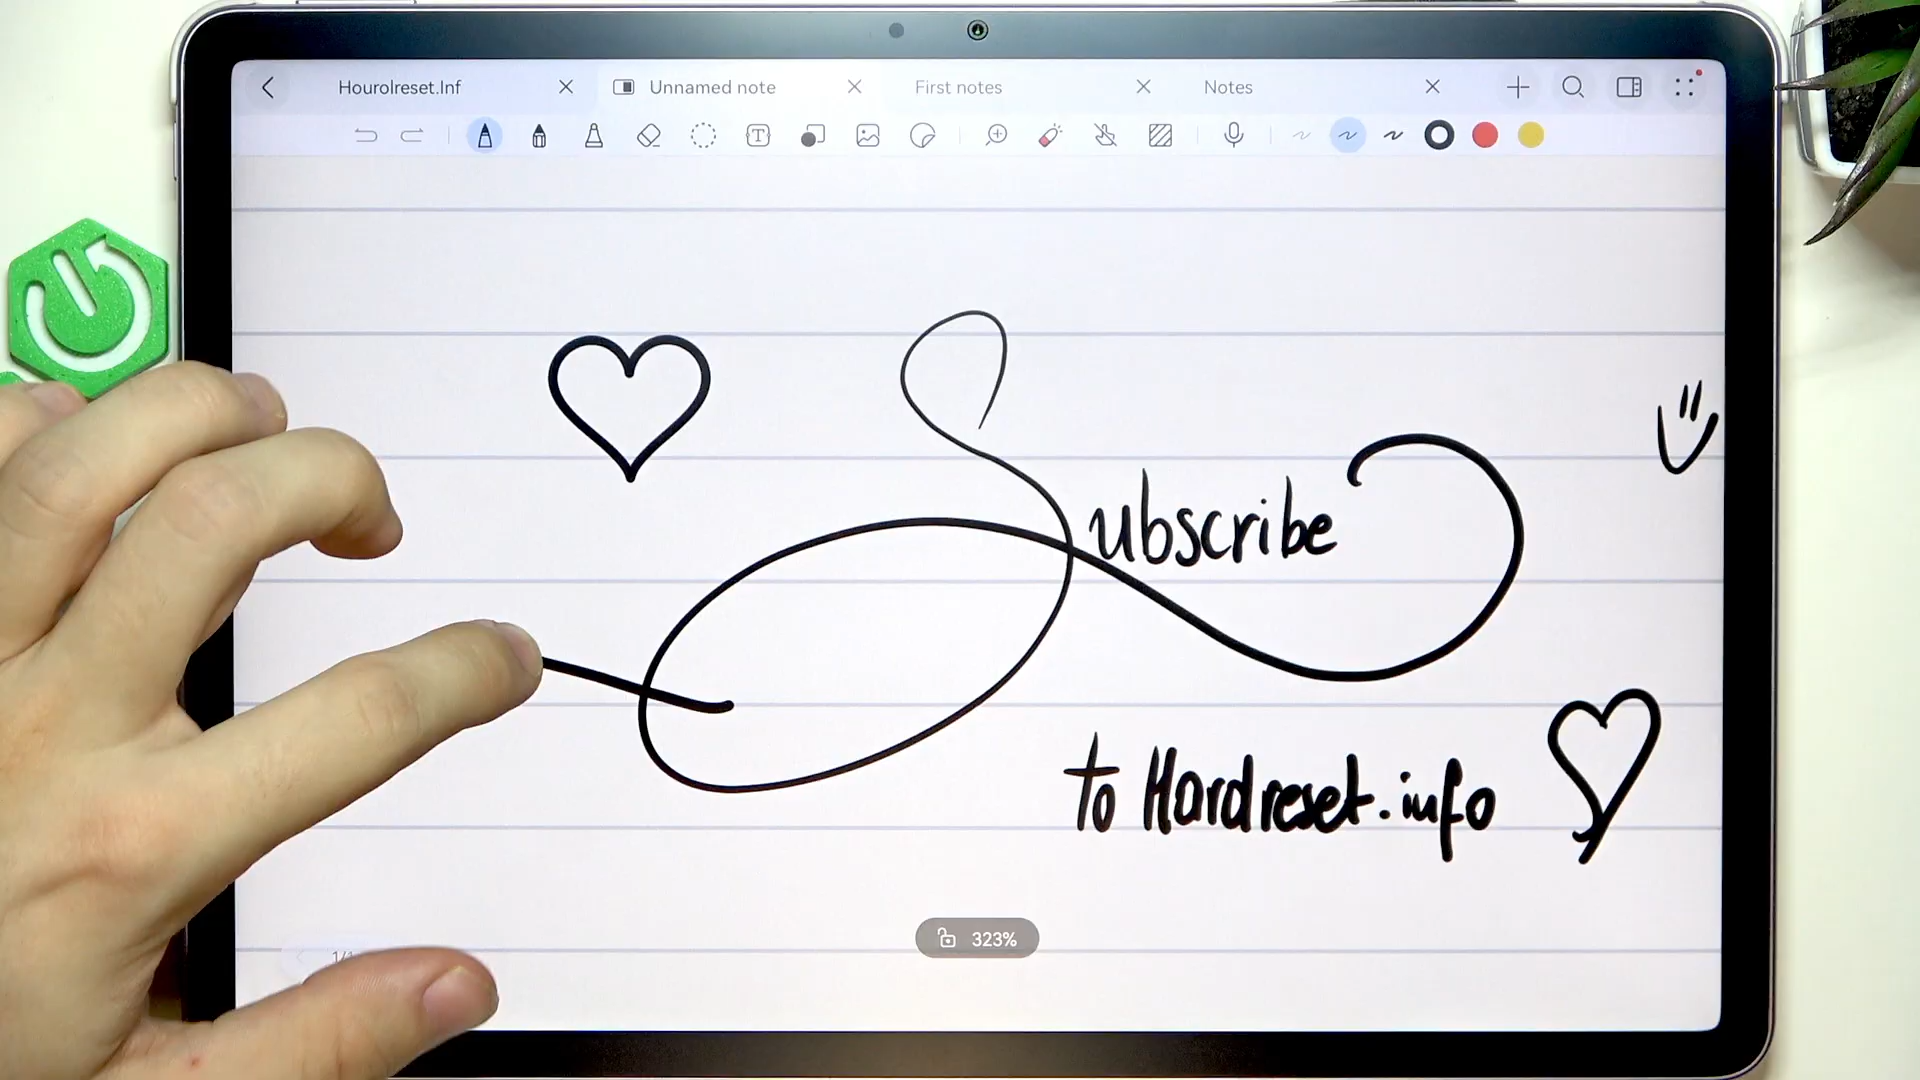 Hourolreset.Inf
Unnamed note
First notes
Notes
Subscribe
to Hardreset.info
323%